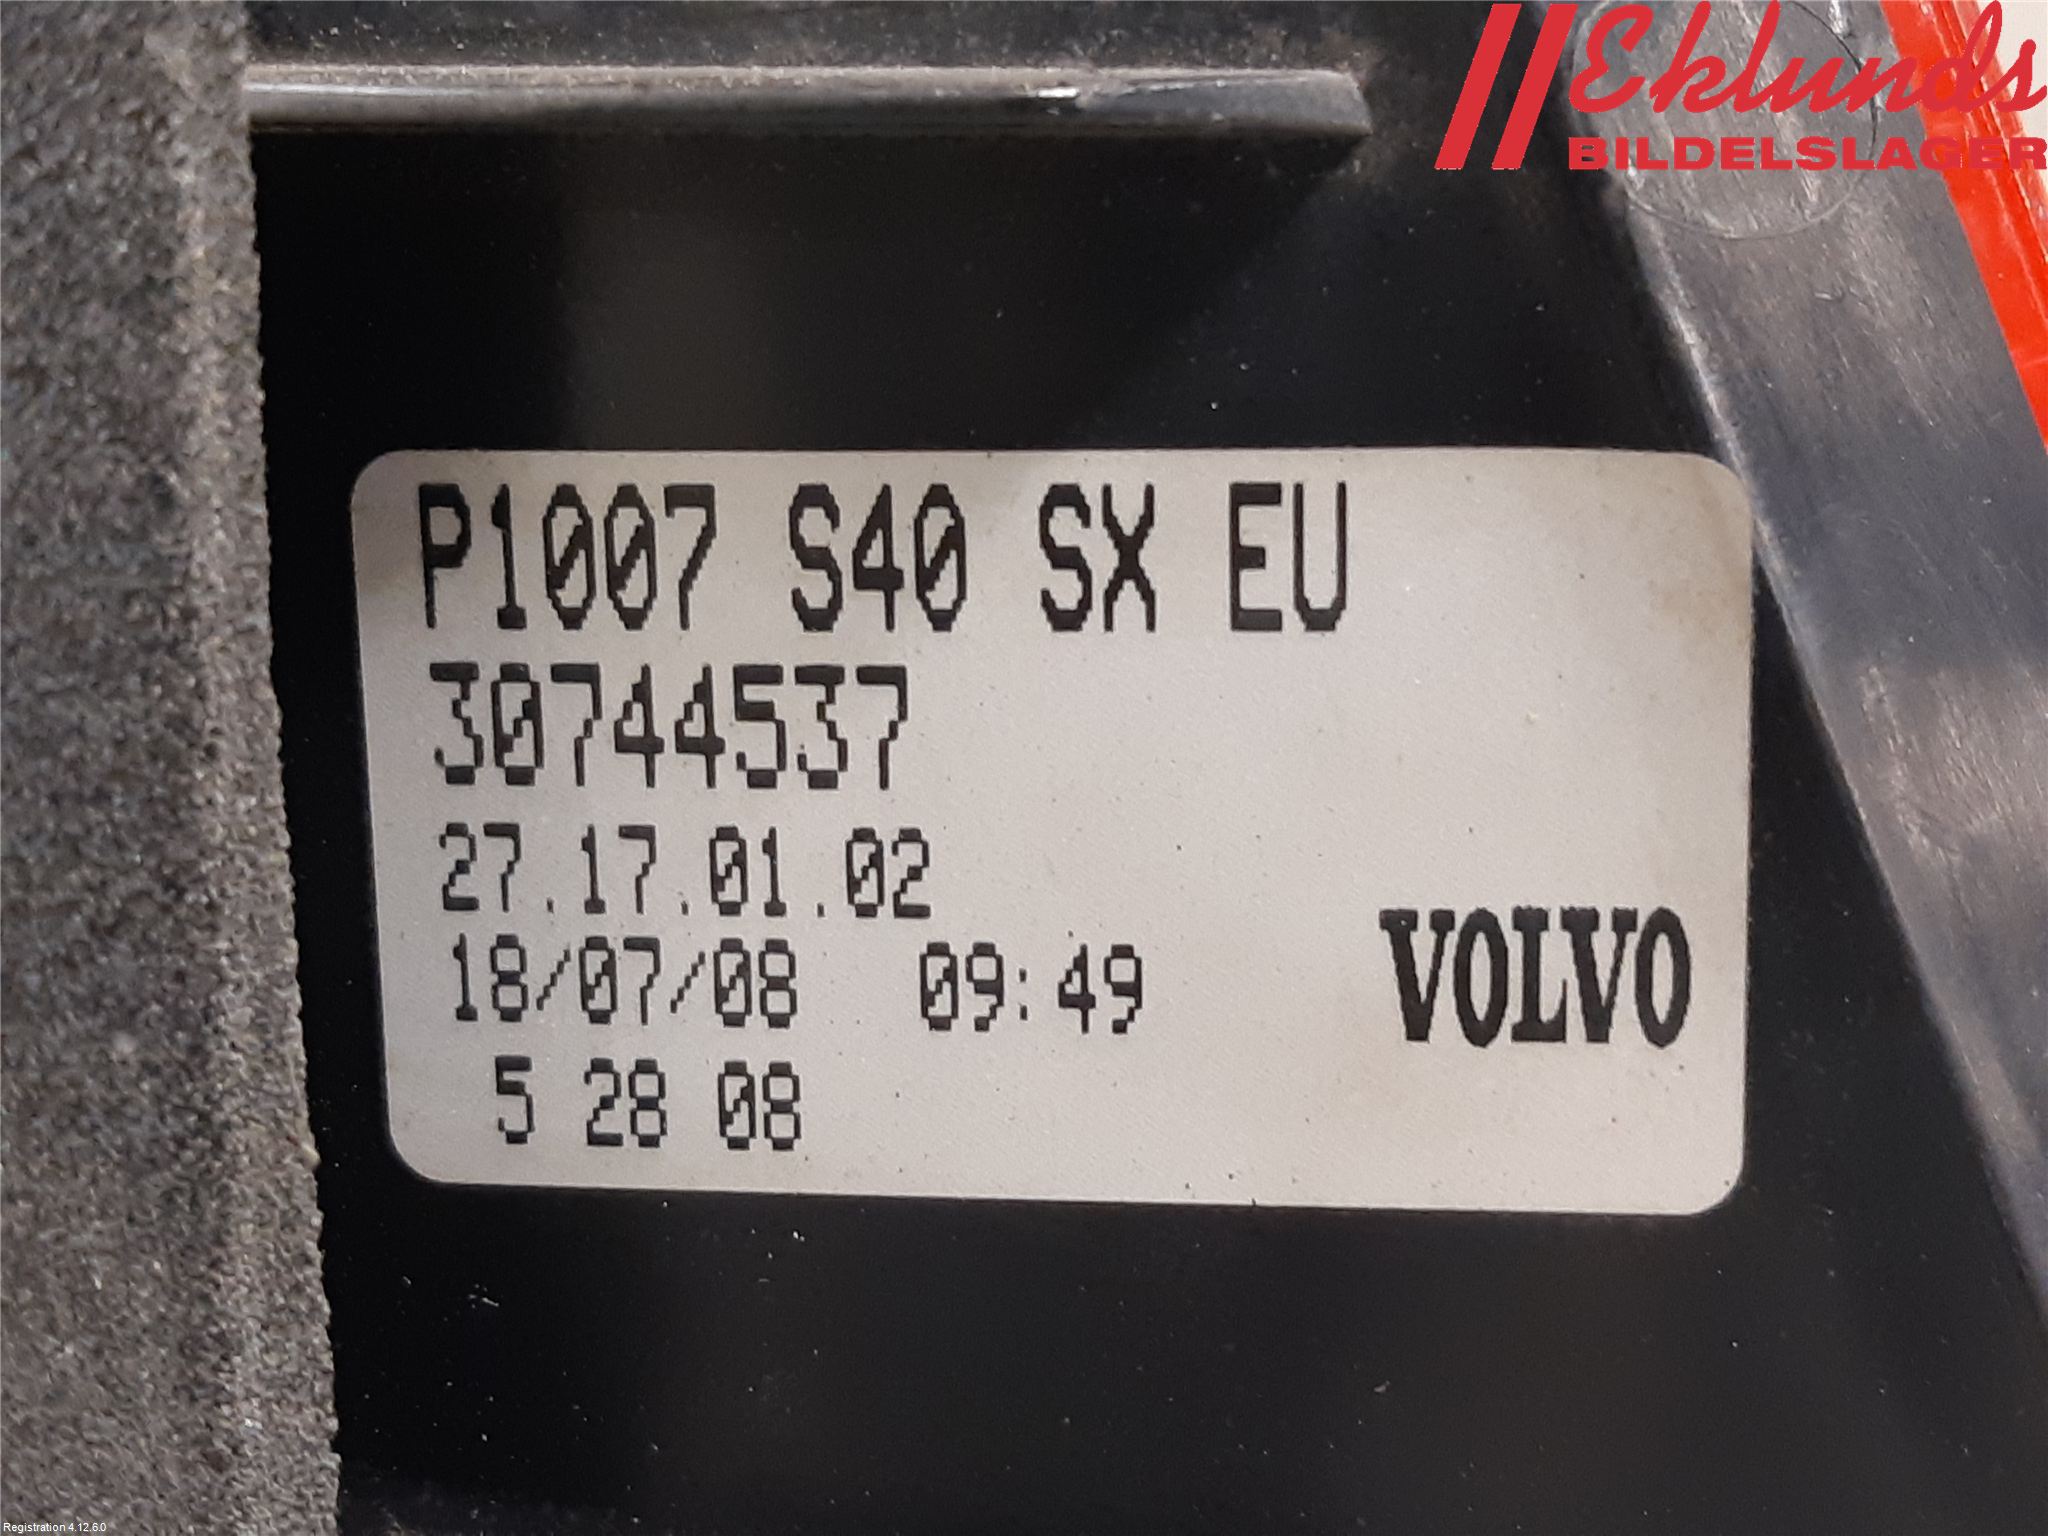 Eklunds
BILDELSLAGER
P1007 S40 SX EU
30744537
27.17.01.02
18/07/08 09:49
VOLVO
5 28 08
Registration 4.12.6.0